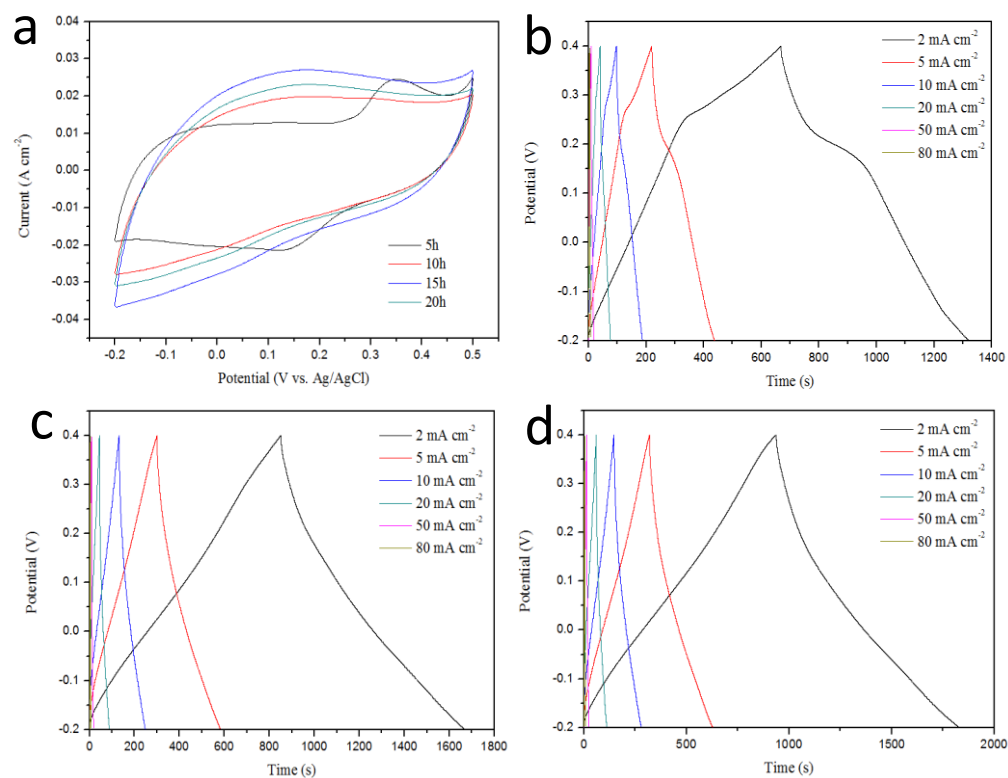 a
0.04
0.03
0.02
0.01
0.00
-0.01
-0.02
-0.03
-0.04
Current (A cm⁻²)
-0.2
-0.1
0.0
0.1
0.2
0.3
0.4
0.5
Potential (V vs. Ag/AgCl)
5h
10h
15h
20h
b
0.4
0.3
0.2
0.1
0.0
-0.1
-0.2
Potential (V)
0
200
400
600
800
1000
1200
1400
Time (s)
2 mA cm⁻²
5 mA cm⁻²
10 mA cm⁻²
20 mA cm⁻²
50 mA cm⁻²
80 mA cm⁻²
c
0.4
0.3
0.2
0.1
0.0
-0.1
-0.2
Potential (V)
0
200
400
600
800
1000
1200
1400
1600
1800
Time (s)
2 mA cm⁻²
5 mA cm⁻²
10 mA cm⁻²
20 mA cm⁻²
50 mA cm⁻²
80 mA cm⁻²
d
0.4
0.3
0.2
0.1
0.0
-0.1
-0.2
Potential (V)
0
500
1000
1500
2000
Time (s)
2 mA cm⁻²
5 mA cm⁻²
10 mA cm⁻²
20 mA cm⁻²
50 mA cm⁻²
80 mA cm⁻²